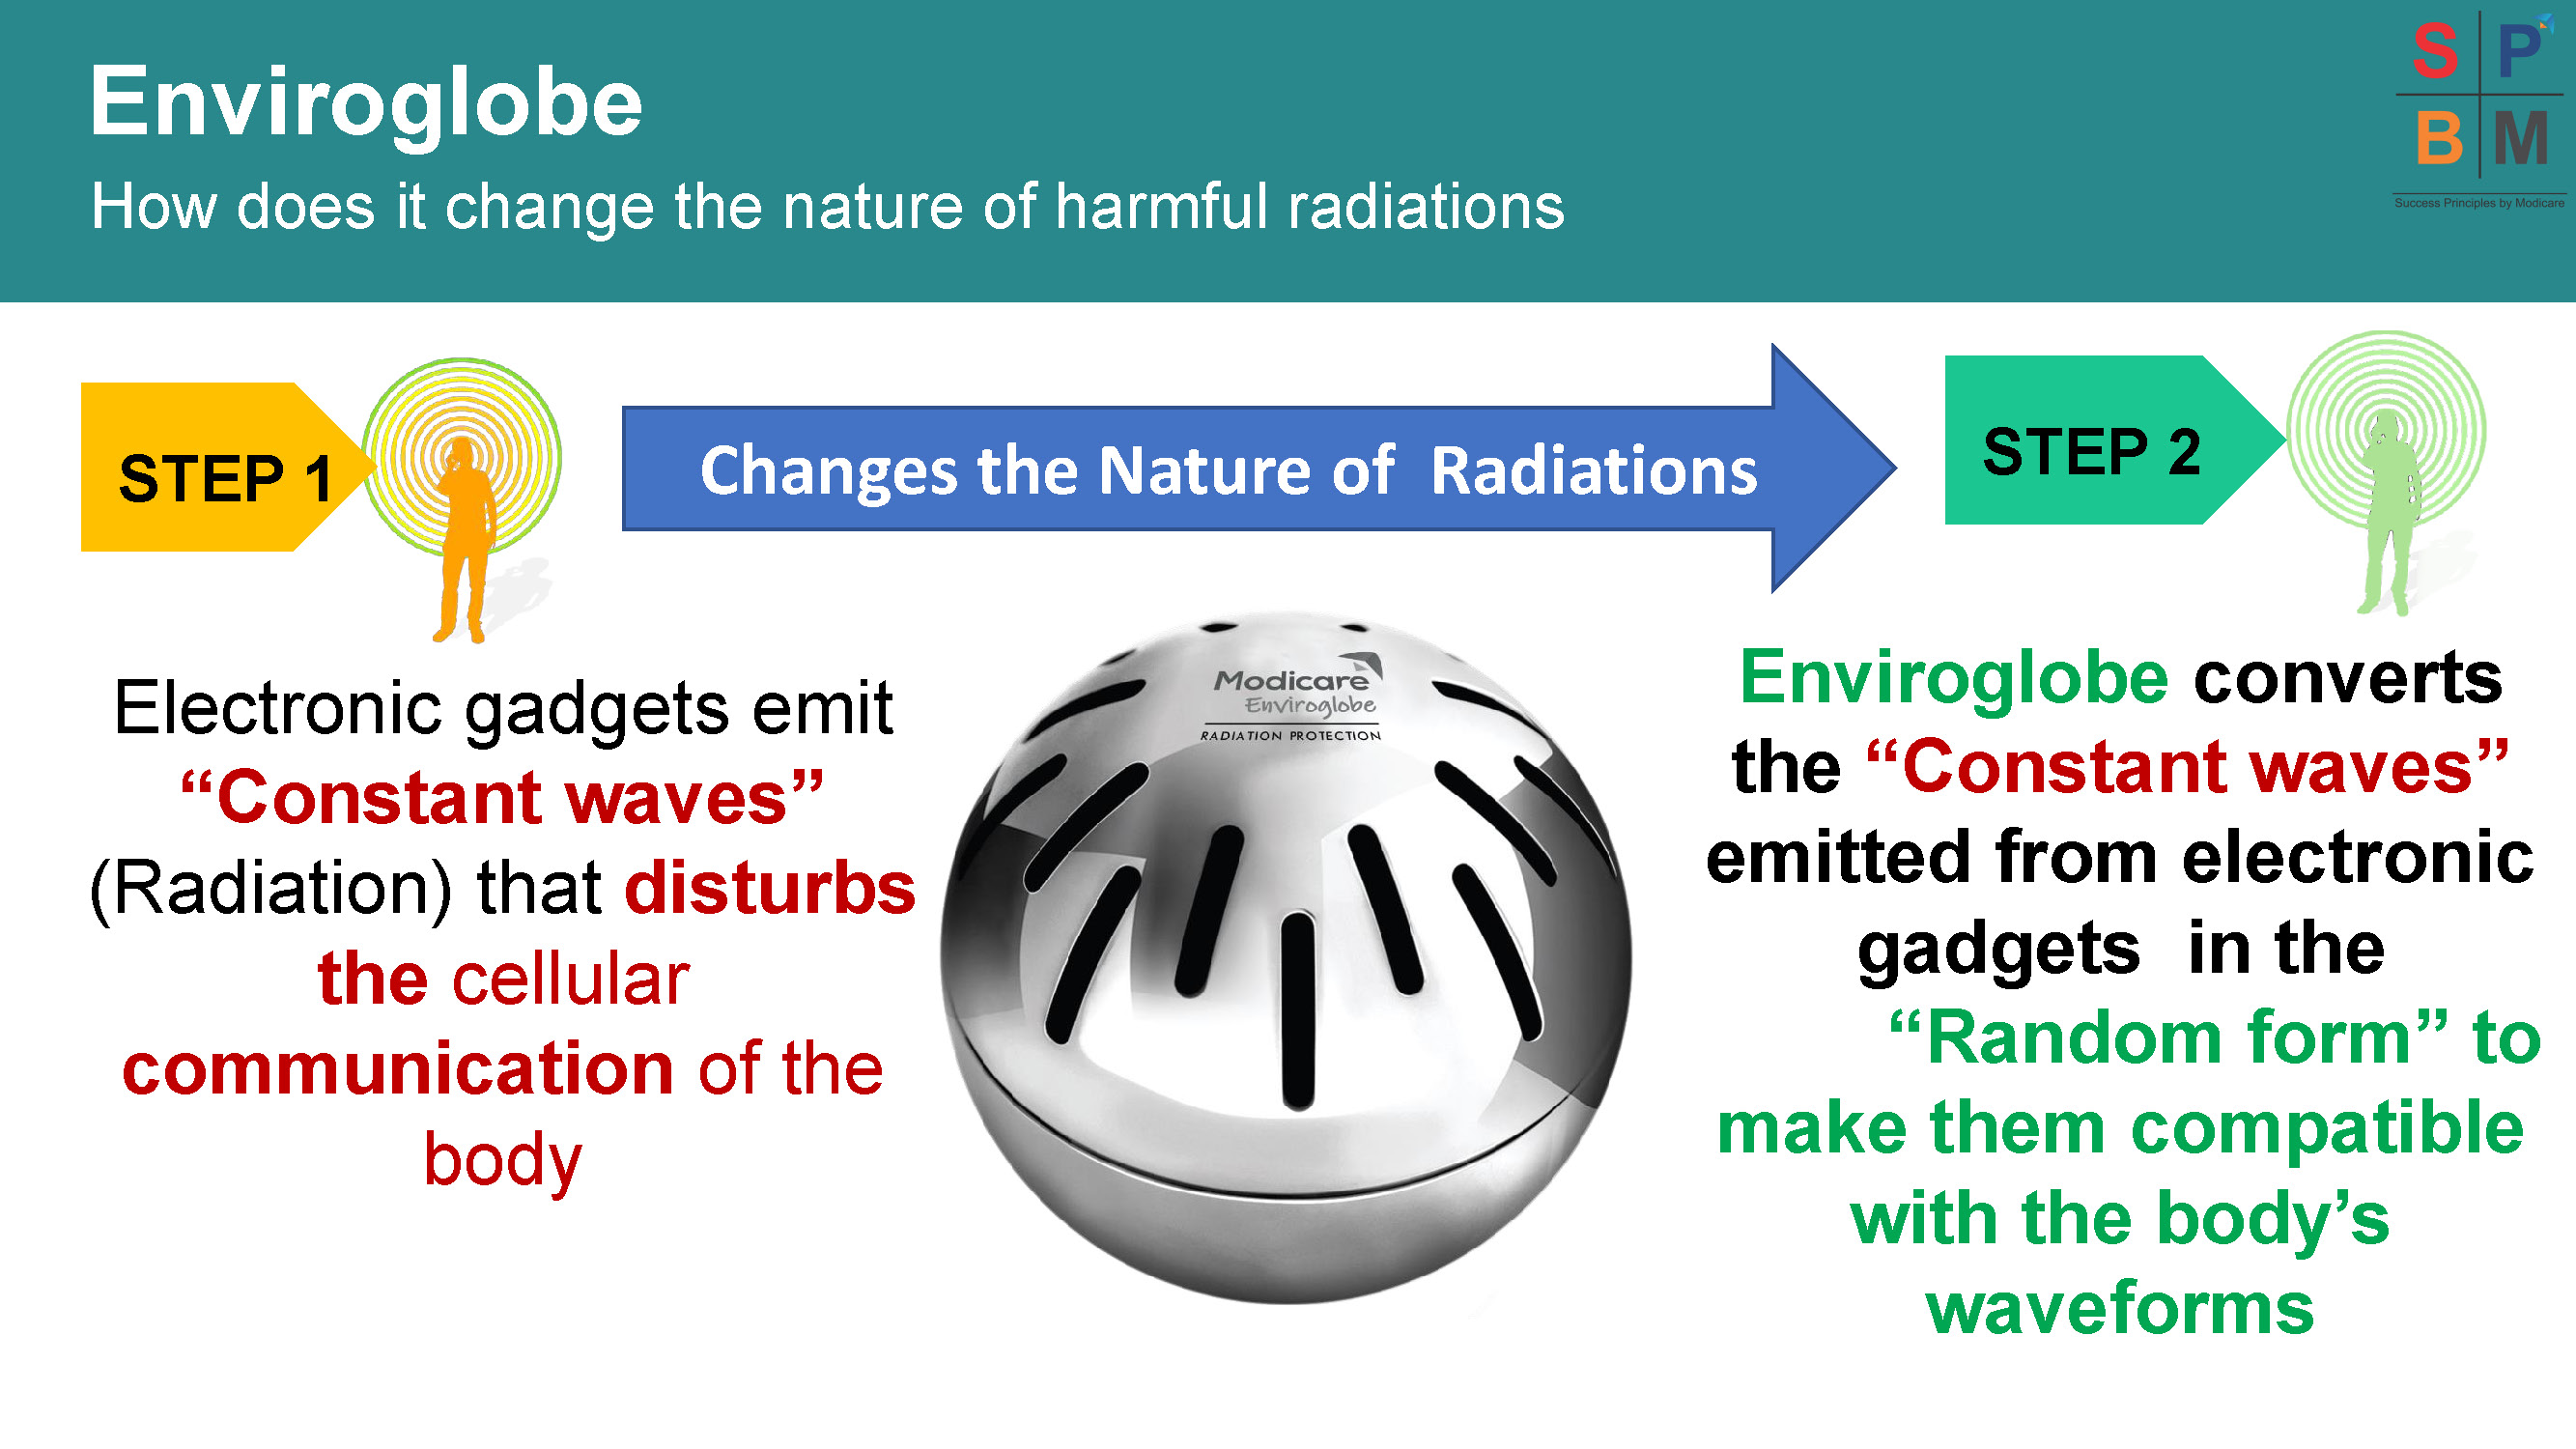 Enviroglobe
How does it change the nature of harmful radiations
S P
B M
Success Principles by Modicare
STEP 1
Changes the Nature of Radiations
STEP 2
Electronic gadgets emit
“Constant waves”
(Radiation) that disturbs
the cellular
communication of the
body
Modicare
Enviroglobe
RADIATION PROTECTION
Enviroglobe converts
the “Constant waves”
emitted from electronic
gadgets in the
“Random form” to
make them compatible
with the body’s
waveforms